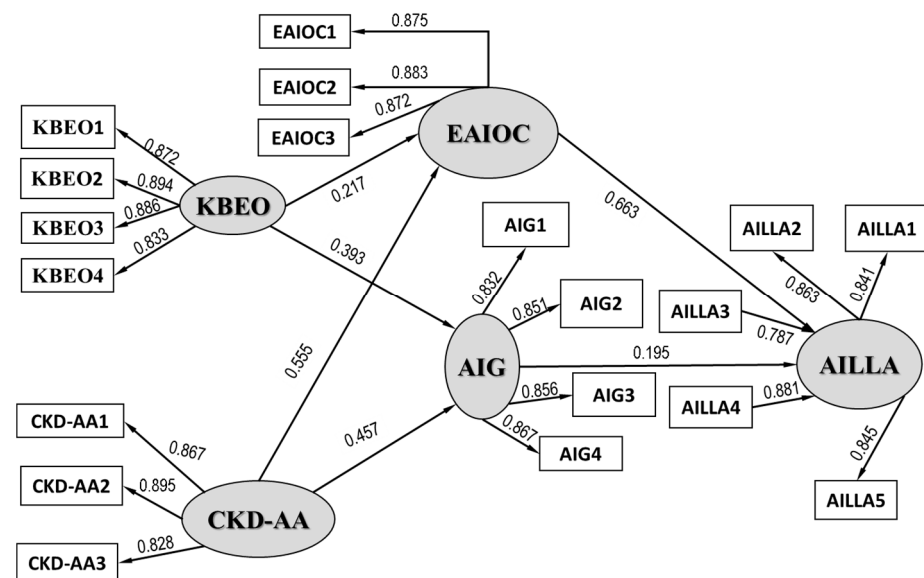 EAIOC1
0.875
EAIOC2
0.883
EAIOC3
0.872
EAIOC
KBEO1
0.872
KBEO2
0.894
KBEO3
0.886
KBEO4
0.833
KBEO
0.217
0.393
0.663
AIG1
0.832
AIG2
0.851
AIG
AIG3
0.856
AIG4
0.867
0.195
AILLA2
0.863
AILLA1
0.841
AILLA3
0.787
AILLA
AILLA4
0.881
AILLA5
0.845
0.555
0.457
CKD-AA1
0.867
CKD-AA2
0.895
CKD-AA
CKD-AA3
0.828